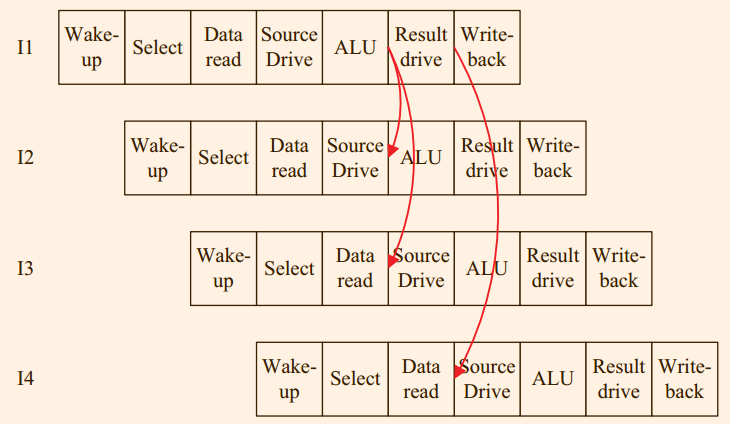 I1 Wake-up Select Data read Source Drive ALU Result drive Write-back
I2 Wake-up Select Data read Source Drive ALU Result drive Write-back
I3 Wake-up Select Data read Source Drive ALU Result drive Write-back
I4 Wake-up Select Data read Source Drive ALU Result drive Write-back